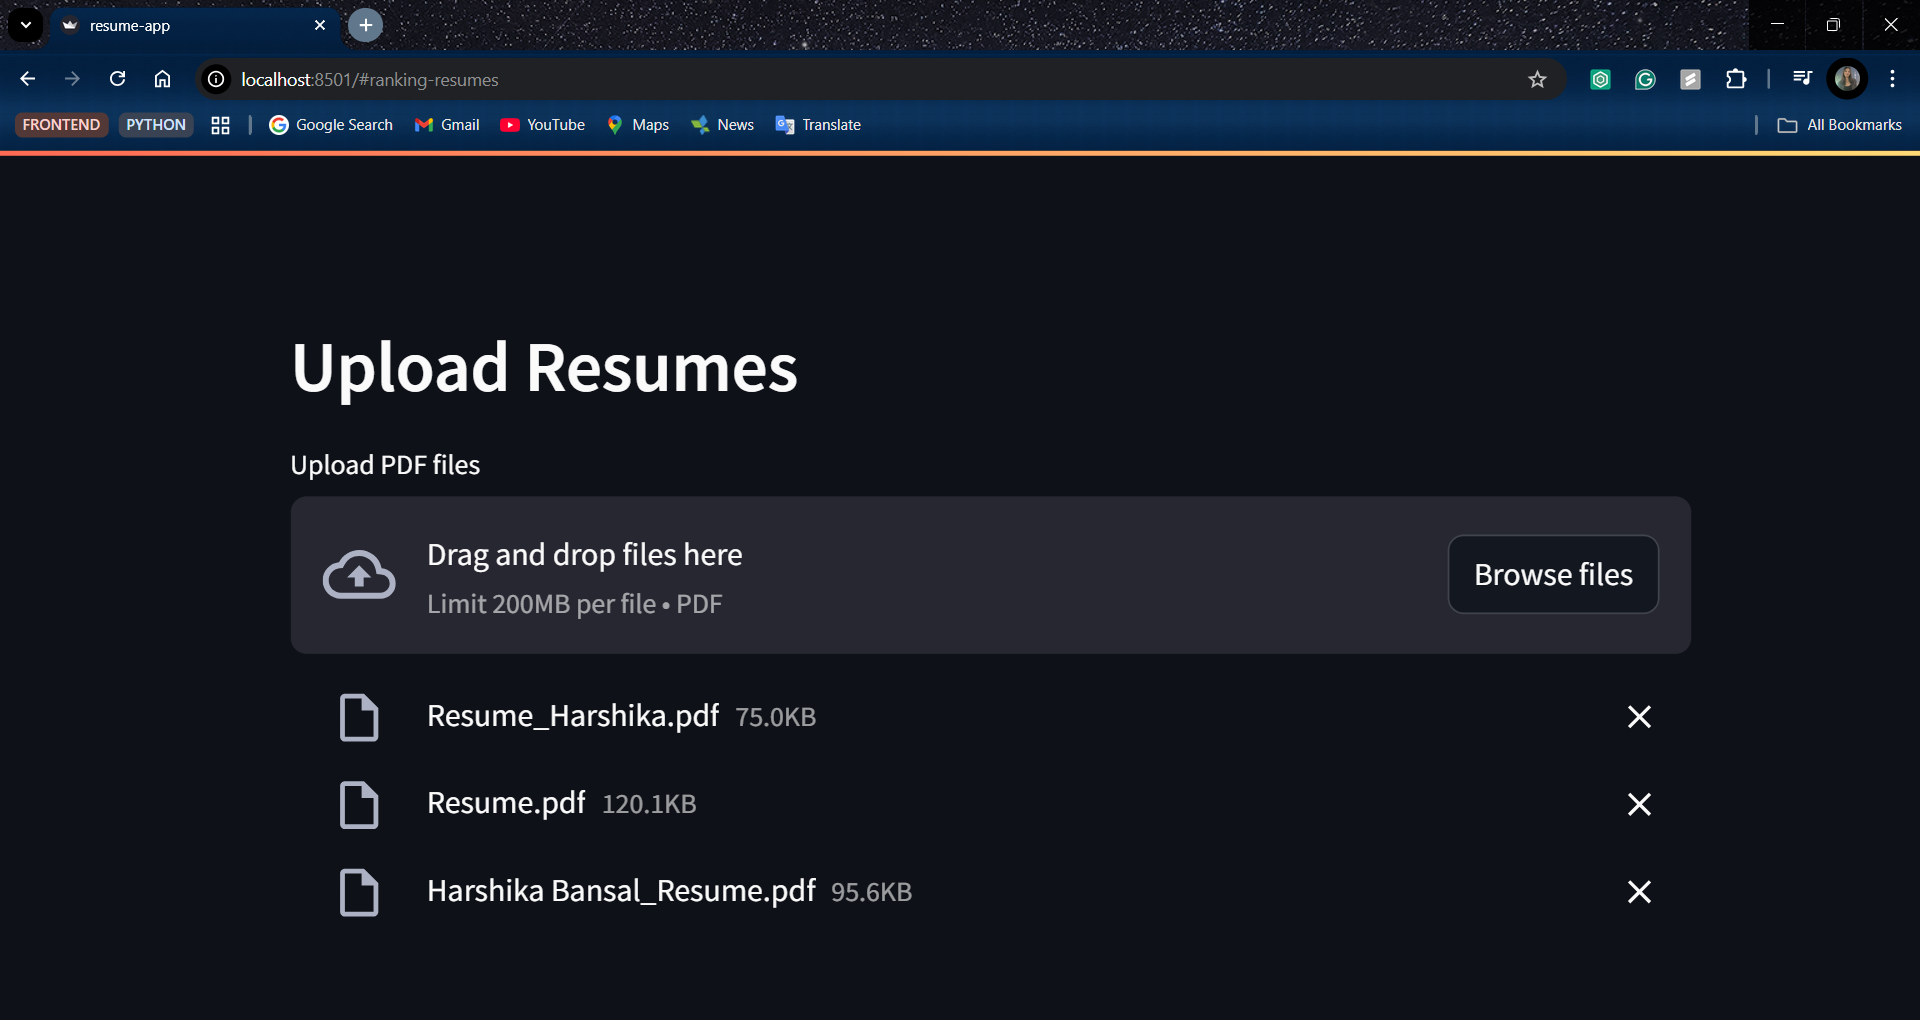 resume-app
localhost:8501/#ranking-resumes
FRONTEND PYTHON Google Search Gmail YouTube Maps News Translate All Bookmarks
Upload Resumes
Upload PDF files
Drag and drop files here
Limit 200MB per file • PDF
Browse files
Resume_Harshika.pdf 75.0KB
Resume.pdf 120.1KB
Harshika Bansal_Resume.pdf 95.6KB